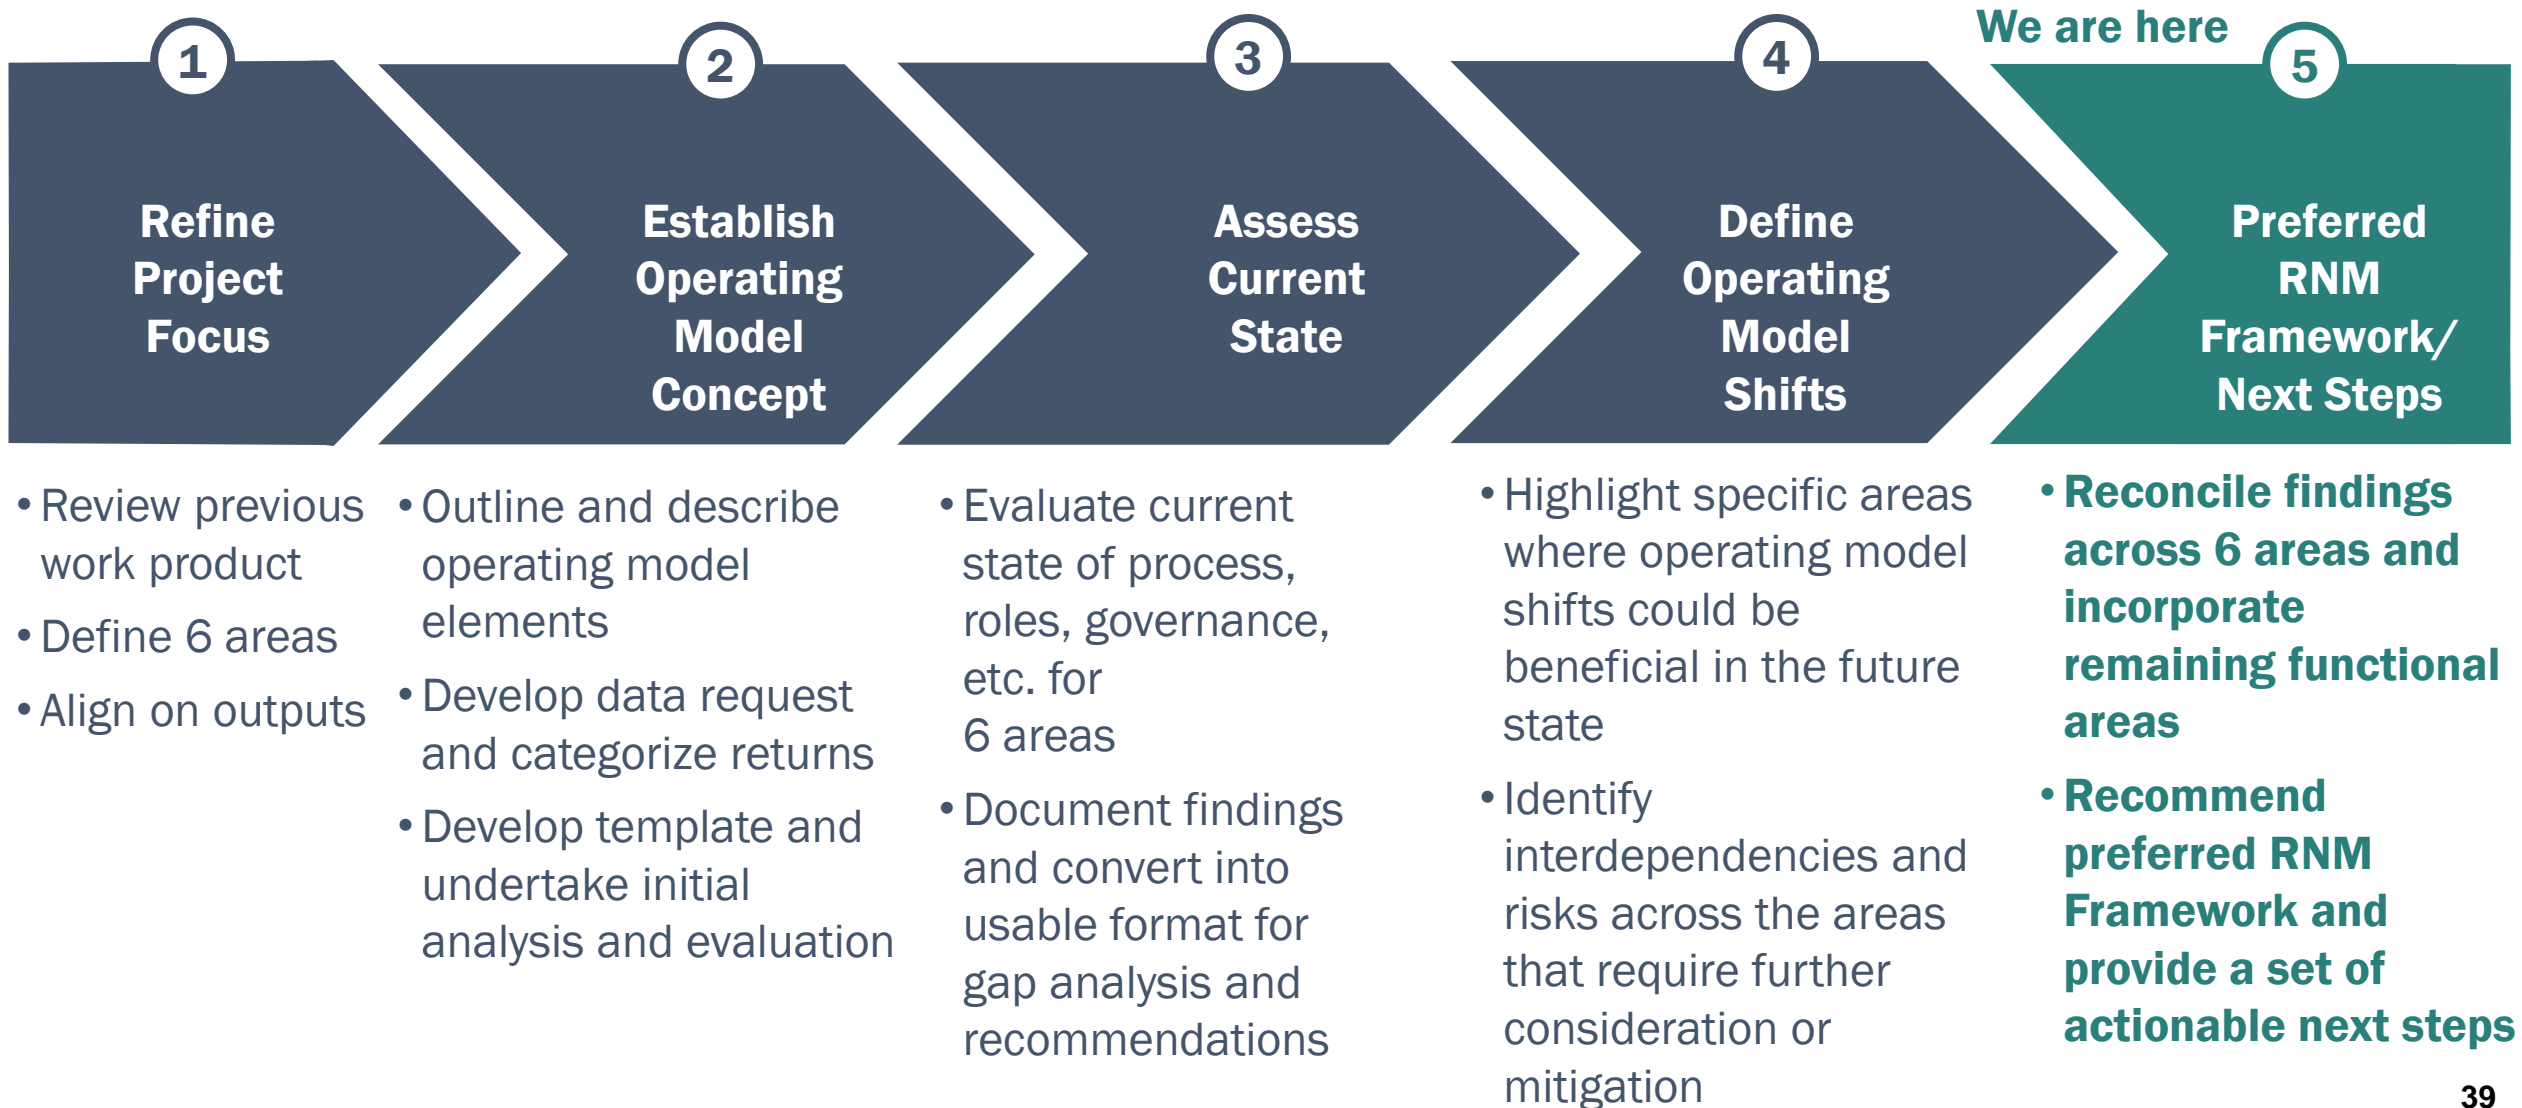 We are here
1
Refine
Project
Focus
• Review previous
work product
• Define 6 areas
• Align on outputs
2
Establish
Operating
Model
Concept
• Outline and describe
operating model
elements
• Develop data request
and categorize returns
• Develop template and
undertake initial
analysis and evaluation
3
Assess
Current
State
• Evaluate current
state of process,
roles, governance,
etc. for
6 areas
• Document findings
and convert into
usable format for
gap analysis and
recommendations
4
Define
Operating
Model
Shifts
• Highlight specific areas
where operating model
shifts could be
beneficial in the future
state
• Identify
interdependencies and
risks across the areas
that require further
consideration or
mitigation
5
Preferred
RNM
Framework/
Next Steps
• Reconcile findings
across 6 areas and
incorporate
remaining functional
areas
• Recommend
preferred RNM
Framework and
provide a set of
actionable next steps
39